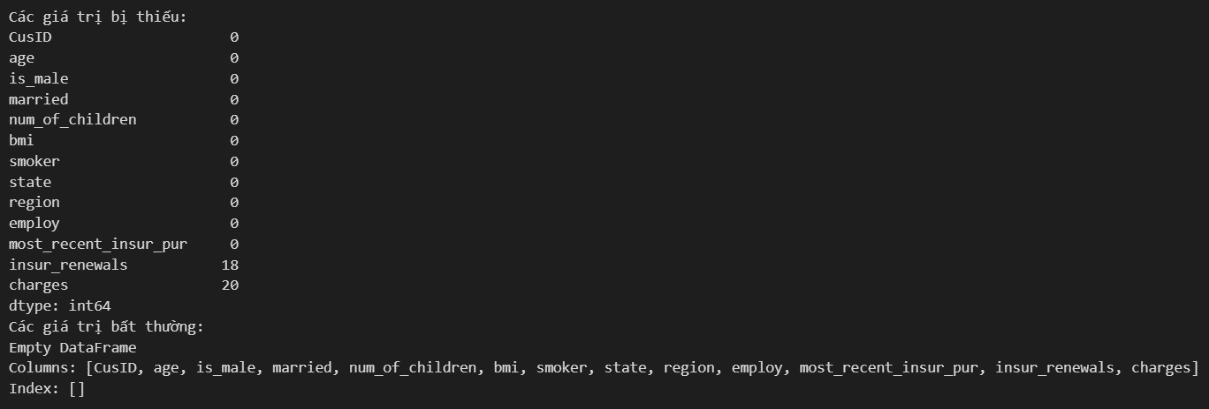 Các giá trị bị thiếu:
CusID 0
age 0
is_male 0
married 0
num_of_children 0
bmi 0
smoker 0
state 0
region 0
employ 0
most_recent_insur_pur 0
insur_renewals 18
charges 20
dtype: int64
Các giá trị bất thường:
Empty DataFrame
Columns: [CusID, age, is_male, married, num_of_children, bmi, smoker, state, region, employ, most_recent_insur_pur, insur_renewals, charges]
Index: []